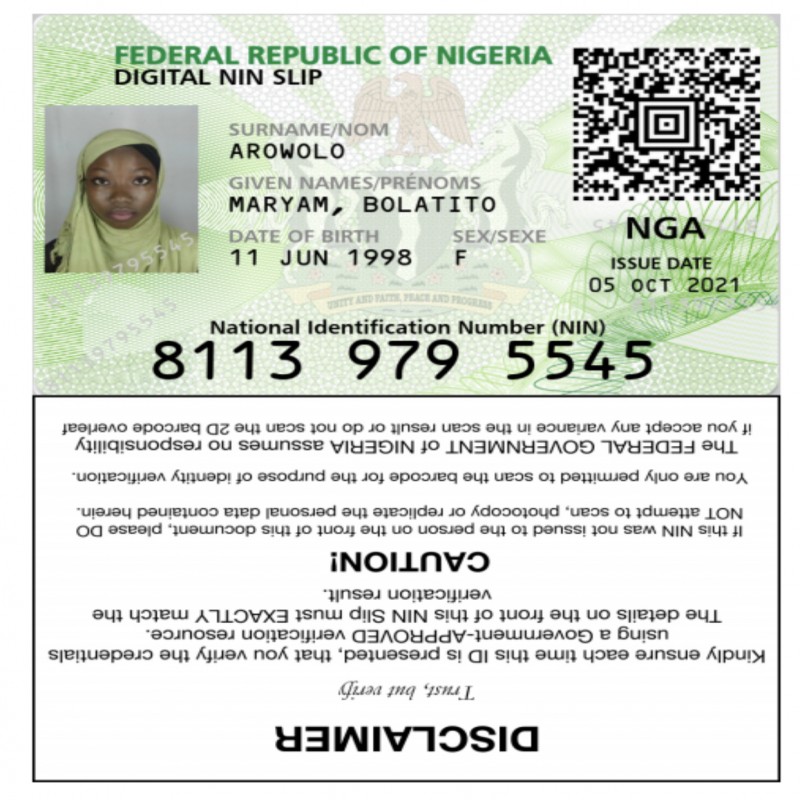 FEDERAL REPUBLIC OF NIGERIA
DIGITAL NIN SLIP
SURNAME/NOM
AROWOLO
GIVEN NAMES/PRÉNOMS
MARYAM, BOLATITO
DATE OF BIRTH SEX/SEXE
11 JUN 1998 F
NGA
ISSUE DATE
05 OCT 2021
UNITY AND FAITH, PEACE AND PROGRESS
National Identification Number (NIN)
8113 979 5545
DISCLAIMER
Trust, but verify
Kindly ensure each time this ID is presented, that you verify the credentials
using a Government-APPROVED verification resource.
The details on the front of this NIN Slip must EXACTLY match the
verification result.
CAUTION!
If this NIN was not issued to the person on the front of this document, please DO
NOT attempt to scan, photocopy or replicate the personal data contained herein.
You are only permitted to scan the barcode for the purpose of identity verification.
The FEDERAL GOVERNMENT of NIGERIA assumes no responsibility
if you accept any variance in the scan result or do not scan the 2D barcode overleaf